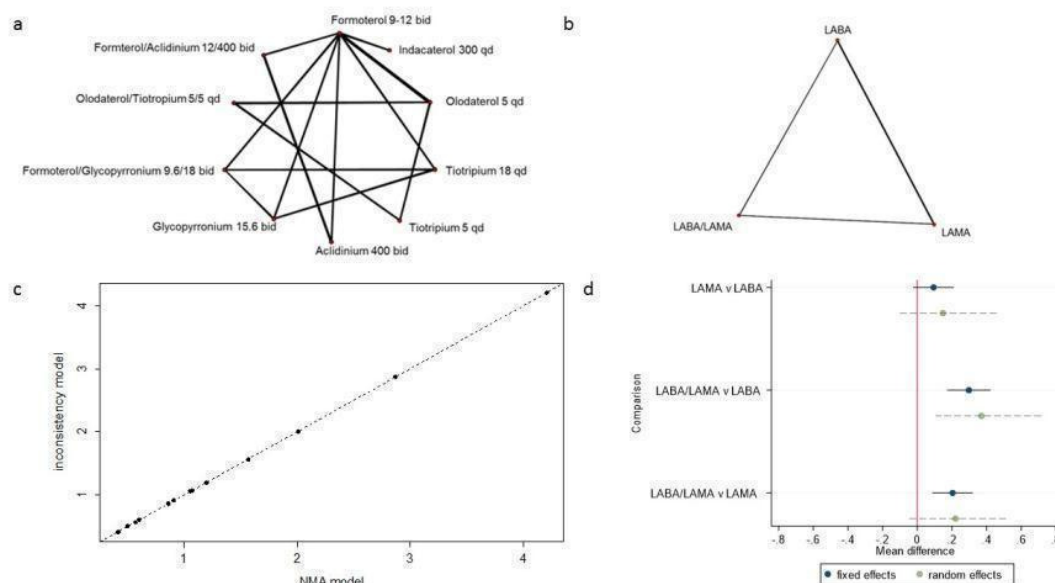 a
Formoterol 9-12 bid
Formterol/Aclidinium 12/400 bid
Indacaterol 300 qd
Olodaterol/Tiotropium 5/5 qd
Olodaterol 5 qd
Formoterol/Glycopyrronium 9.6/18 bid
Tiotripium 18 qd
Glycopyrronium 15.6 bid
Tiotripium 5 qd
Aclidinium 400 bid
b
LABA
LABA/LAMA
LAMA
c
4
3
2
1
inconsistency model
1 2 3 4
NMA model
d
LAMA v LABA
LABA/LAMA v LABA
LABA/LAMA v LAMA
Comparison
-.8 -.6 -.4 -.2 0 .2 .4 .6 .8
Mean difference
fixed effects random effects